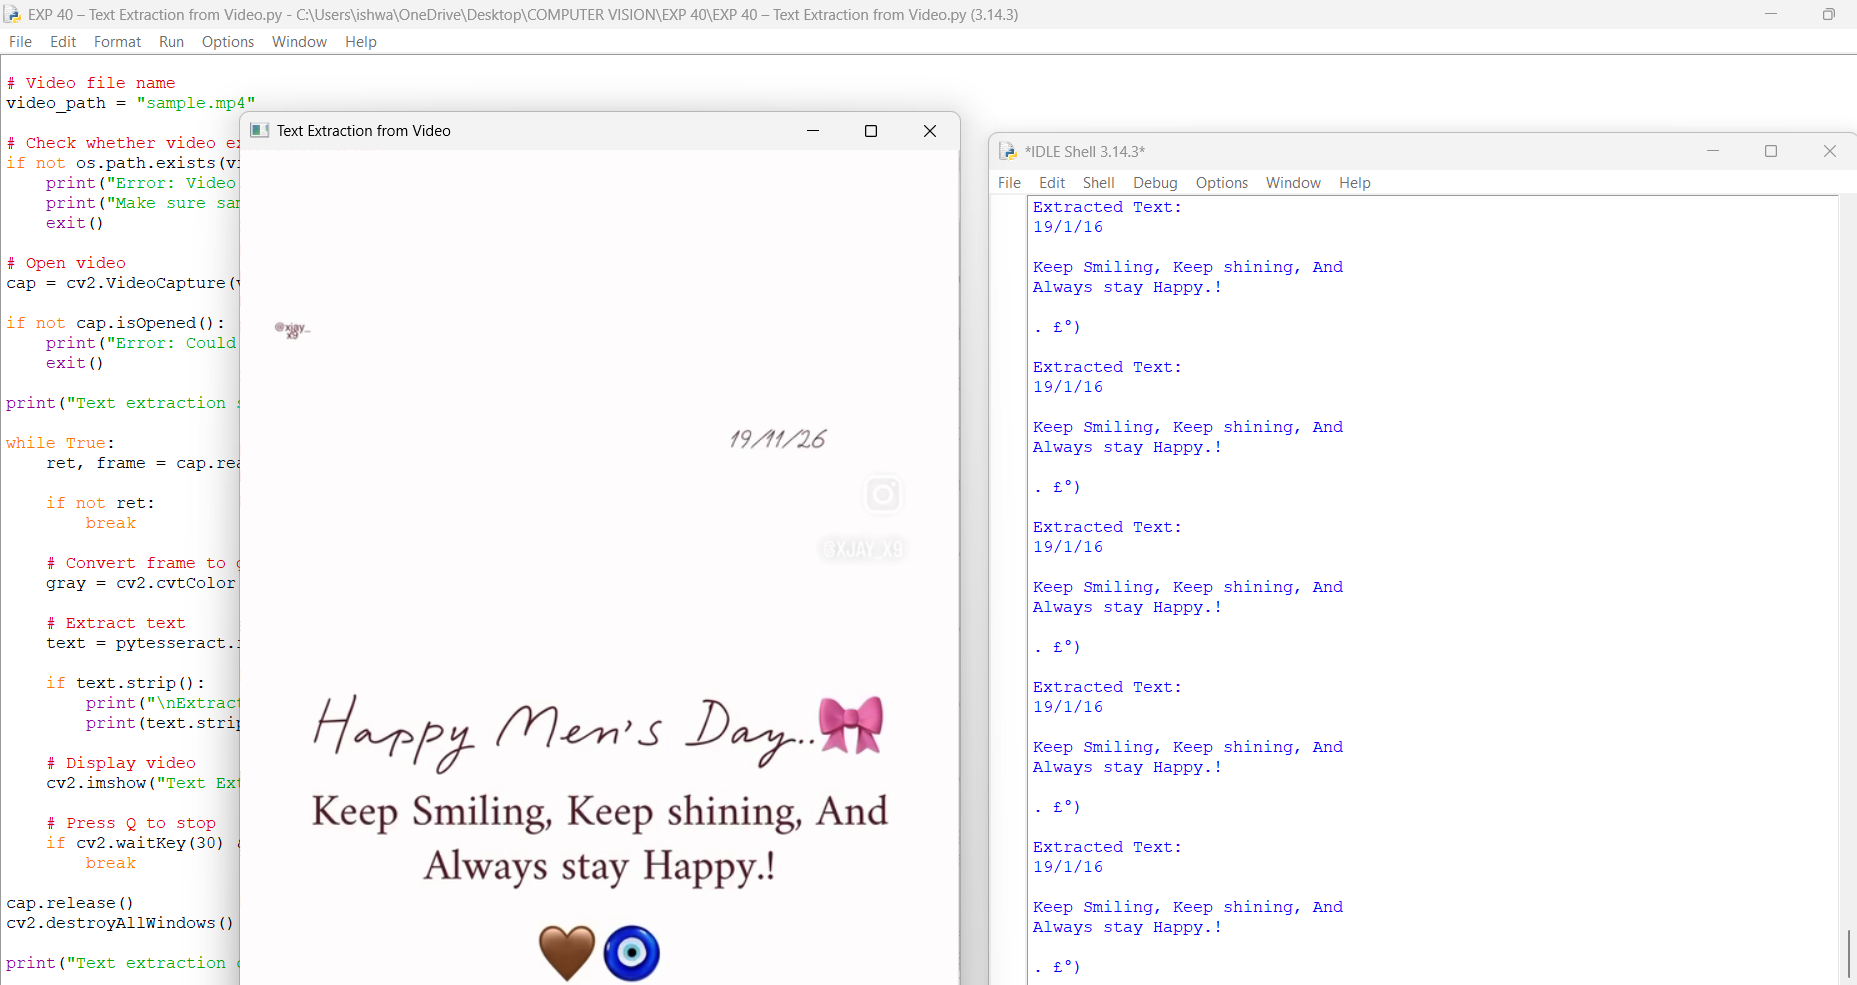 EXP 40 – Text Extraction from Video.py - C:\Users\ishwa\OneDrive\Desktop\COMPUTER VISION\EXP 40\EXP 40 – Text Extraction from Video.py (3.14.3)
File Edit Format Run Options Window Help
# Video file name
video_path = "sample.mp4"
# Check whether video ex
if not os.path.exists(vi
print("Error: Video
print("Make sure sam
exit()
# Open video
cap = cv2.VideoCapture(v
if not cap.isOpened():
print("Error: Could
exit()
print("Text extraction s
while True:
ret, frame = cap.rea
if not ret:
break
# Convert frame to g
gray = cv2.cvtColor
# Extract text
text = pytesseract.i
if text.strip():
print("\nExtract
print(text.strip
# Display video
cv2.imshow("Text Ext
# Press Q to stop
if cv2.waitKey(30) &
break
cap.release()
cv2.destroyAllWindows()
print("Text extraction c
Text Extraction from Video
@xjay_
x9
19/11/26
@XJAY_X9
Happy Men's Day..
Keep Smiling, Keep shining, And
Always stay Happy.!
*IDLE Shell 3.14.3*
File Edit Shell Debug Options Window Help
Extracted Text:
19/1/16
Keep Smiling, Keep shining, And
Always stay Happy.!
. £°)
Extracted Text:
19/1/16
Keep Smiling, Keep shining, And
Always stay Happy.!
. £°)
Extracted Text:
19/1/16
Keep Smiling, Keep shining, And
Always stay Happy.!
. £°)
Extracted Text:
19/1/16
Keep Smiling, Keep shining, And
Always stay Happy.!
. £°)
Extracted Text:
19/1/16
Keep Smiling, Keep shining, And
Always stay Happy.!
. £°)